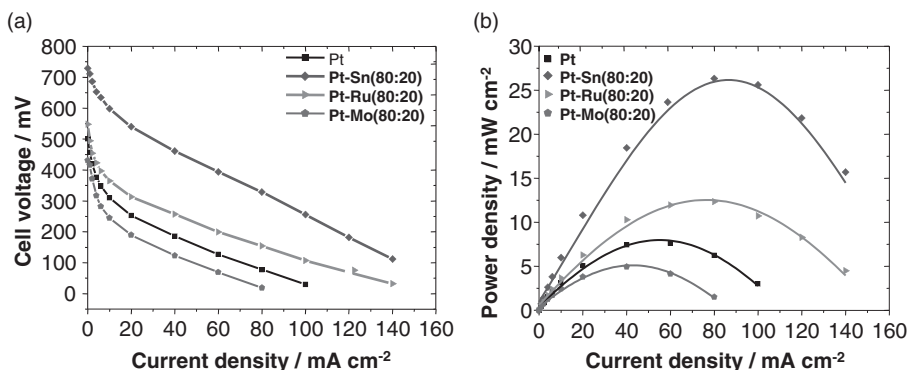 (a)
800
700
600
500
400
300
200
100
0
Cell voltage / mV
Pt
Pt-Sn(80:20)
Pt-Ru(80:20)
Pt-Mo(80:20)
0 20 40 60 80 100 120 140 160
Current density / mA cm-2
(b)
30
25
20
15
10
5
0
Power density / mW cm-2
Pt
Pt-Sn(80:20)
Pt-Ru(80:20)
Pt-Mo(80:20)
0 20 40 60 80 100 120 140 160
Current density / mA cm-2